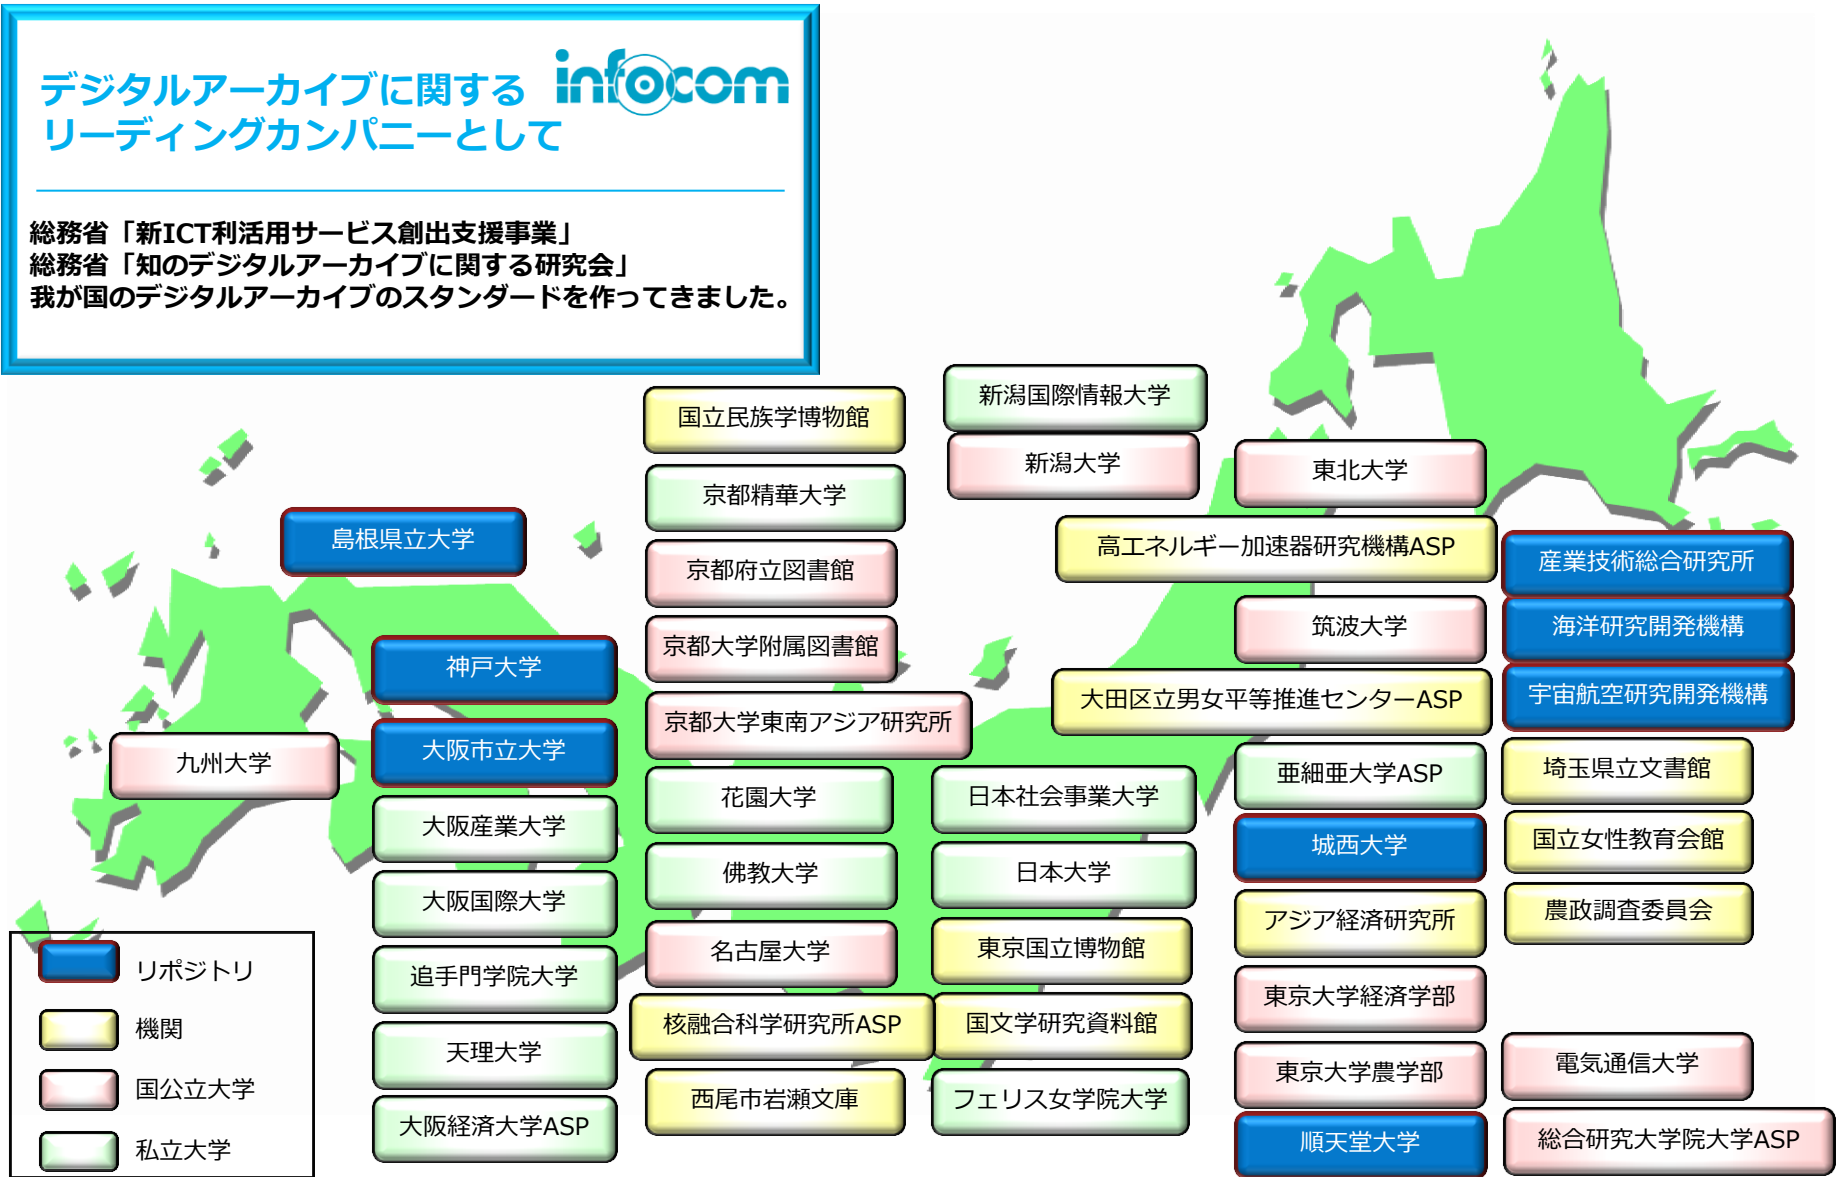 デジタルアーカイブに関する
infocom
リーディングカンパニーとして
総務省「新ICT利活用サービス創出支援事業」
総務省「知のデジタルアーカイブに関する研究会」
我が国のデジタルアーカイブのスタンダードを作ってきました。
国立民族学博物館
京都精華大学
京都府立図書館
京都大学附属図書館
京都大学東南アジア研究所
花園大学
佛教大学
名古屋大学
核融合科学研究所ASP
西尾市岩瀬文庫
新潟国際情報大学
新潟大学
東北大学
高エネルギー加速器研究機構ASP
筑波大学
大田区立男女平等推進センターASP
亜細亜大学ASP
城西大学
アジア経済研究所
東京大学経済学部
東京大学農学部
順天堂大学
産業技術総合研究所
海洋研究開発機構
宇宙航空研究開発機構
埼玉県立文書館
国立女性教育会館
農政調査委員会
電気通信大学
総合研究大学院大学ASP
日本社会事業大学
日本大学
東京国立博物館
国文学研究資料館
フェリス女学院大学
島根県立大学
神戸大学
大阪市立大学
大阪産業大学
大阪国際大学
追手門学院大学
天理大学
大阪経済大学ASP
九州大学
リポジトリ
機関
国公立大学
私立大学